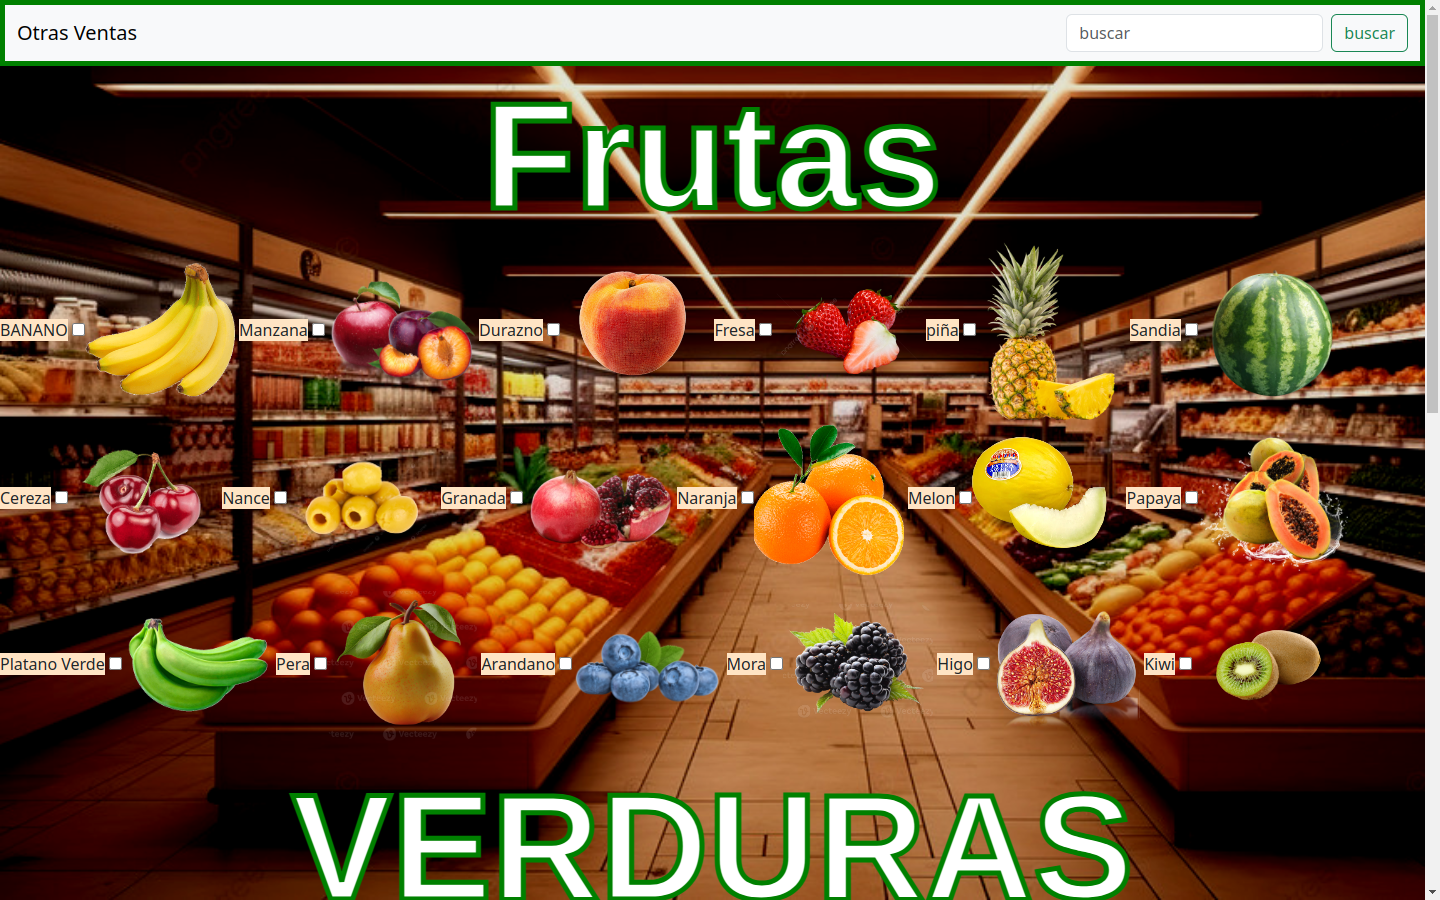 Otras Ventas
buscar
buscar
Frutas
BANANO
Manzana
Durazno
Fresa
piña
Sandia
Cereza
Nance
Granada
Naranja
Melon
Papaya
Platano Verde
Pera
Arandano
Mora
Higo
Kiwi
VERDURAS